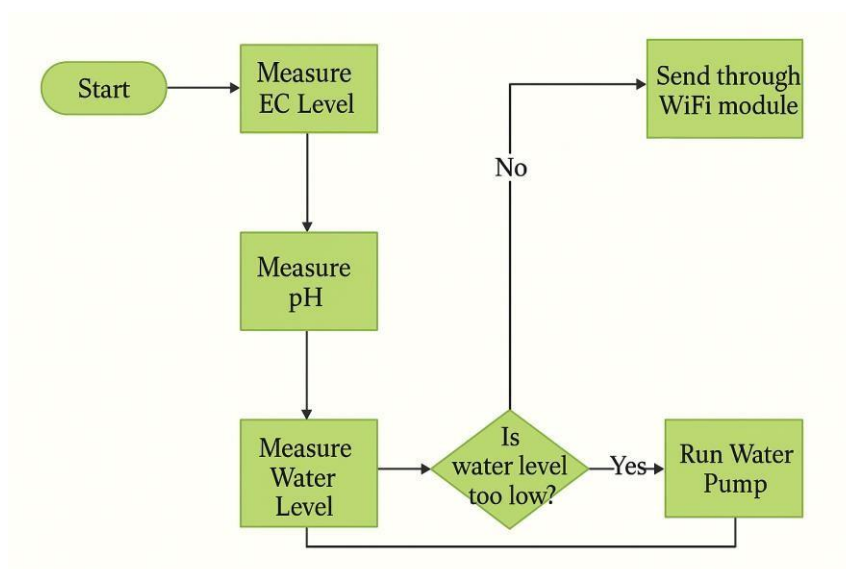 Start
Measure
EC Level
Measure
pH
Measure
Water
Level
Is
water level
too low?
No
Send through
WiFi module
Yes
Run Water
Pump